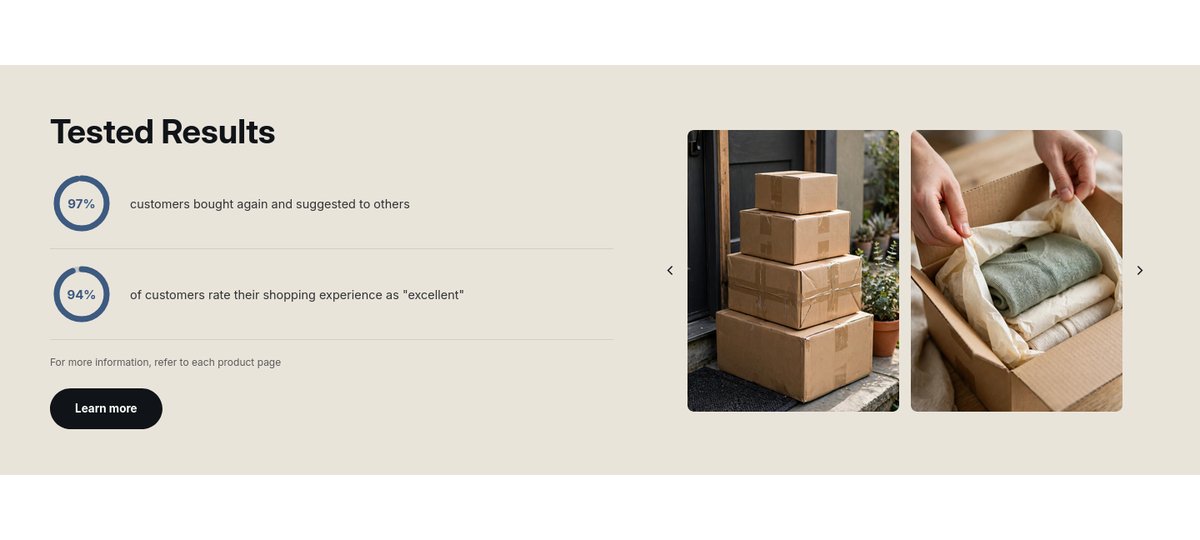 Tested Results
97%
customers bought again and suggested to others
94%
of customers rate their shopping experience as "excellent"
For more information, refer to each product page
Learn more